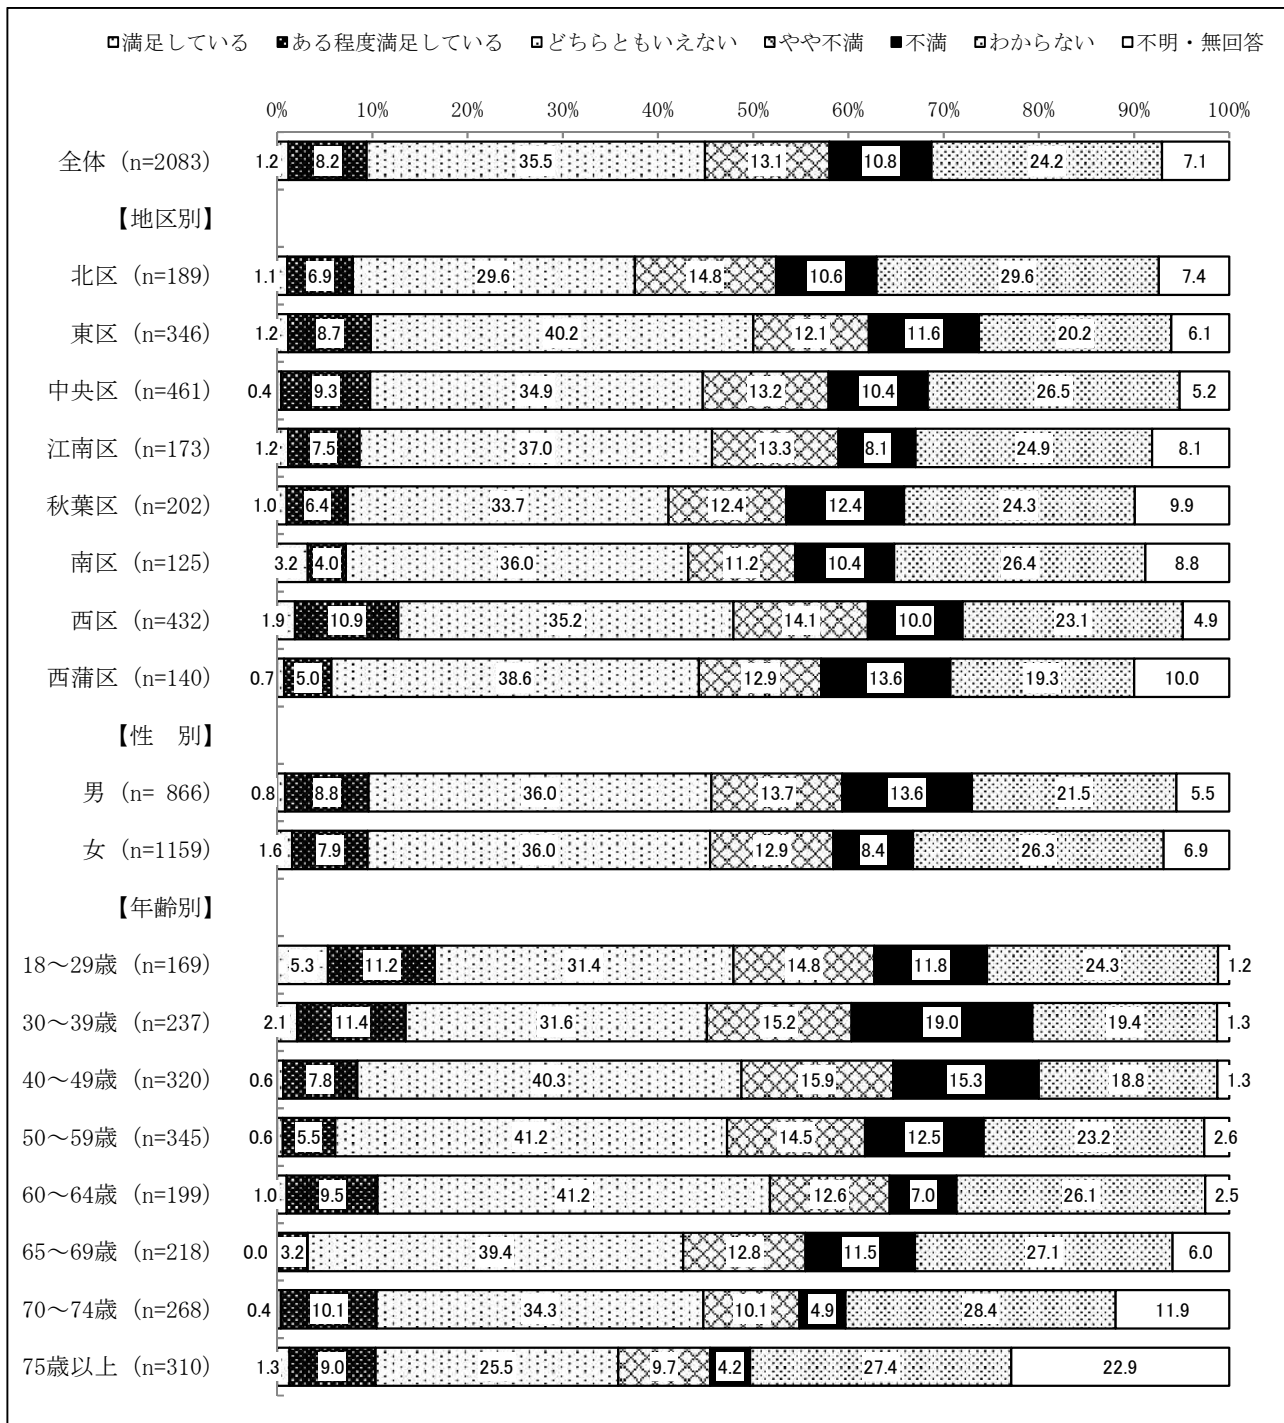 満足している ある程度満足している どちらともいえない やや不満 不満 わからない 不明・無回答
0% 10% 20% 30% 40% 50% 60% 70% 80% 90% 100%
全体 (n=2083) 1.2 8.2 35.5 13.1 10.8 24.2 7.1
【地区別】
北区 (n=189) 1.1 6.9 29.6 14.8 10.6 29.6 7.4
東区 (n=346) 1.2 8.7 40.2 12.1 11.6 20.2 6.1
中央区 (n=461) 0.4 9.3 34.9 13.2 10.4 26.5 5.2
江南区 (n=173) 1.2 7.5 37.0 13.3 8.1 24.9 8.1
秋葉区 (n=202) 1.0 6.4 33.7 12.4 12.4 24.3 9.9
南区 (n=125) 3.2 4.0 36.0 11.2 10.4 26.4 8.8
西区 (n=432) 1.9 10.9 35.2 14.1 10.0 23.1 4.9
西蒲区 (n=140) 0.7 5.0 38.6 12.9 13.6 19.3 10.0
【性　別】
男 (n= 866) 0.8 8.8 36.0 13.7 13.6 21.5 5.5
女 (n=1159) 1.6 7.9 36.0 12.9 8.4 26.3 6.9
【年齢別】
18～29歳 (n=169) 5.3 11.2 31.4 14.8 11.8 24.3 1.2
30～39歳 (n=237) 2.1 11.4 31.6 15.2 19.0 19.4 1.3
40～49歳 (n=320) 0.6 7.8 40.3 15.9 15.3 18.8 1.3
50～59歳 (n=345) 0.6 5.5 41.2 14.5 12.5 23.2 2.6
60～64歳 (n=199) 1.0 9.5 41.2 12.6 7.0 26.1 2.5
65～69歳 (n=218) 0.0 3.2 39.4 12.8 11.5 27.1 6.0
70～74歳 (n=268) 0.4 10.1 34.3 10.1 4.9 28.4 11.9
75歳以上 (n=310) 1.3 9.0 25.5 9.7 4.2 27.4 22.9